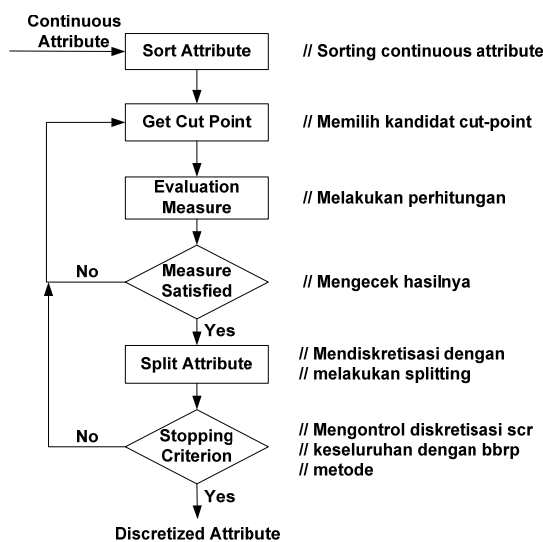 Continuous
Attribute
Sort Attribute
// Sorting continuous attribute
Get Cut Point
// Memilih kandidat cut-point
Evaluation
Measure
// Melakukan perhitungan
No
Measure
Satisfied
// Mengecek hasilnya
Yes
Split Attribute
// Mendiskretisasi dengan
// melakukan splitting
No
Stopping
Criterion
// Mengontrol diskretisasi scr
// keseluruhan dengan bbrp
// metode
Yes
Discretized Attribute